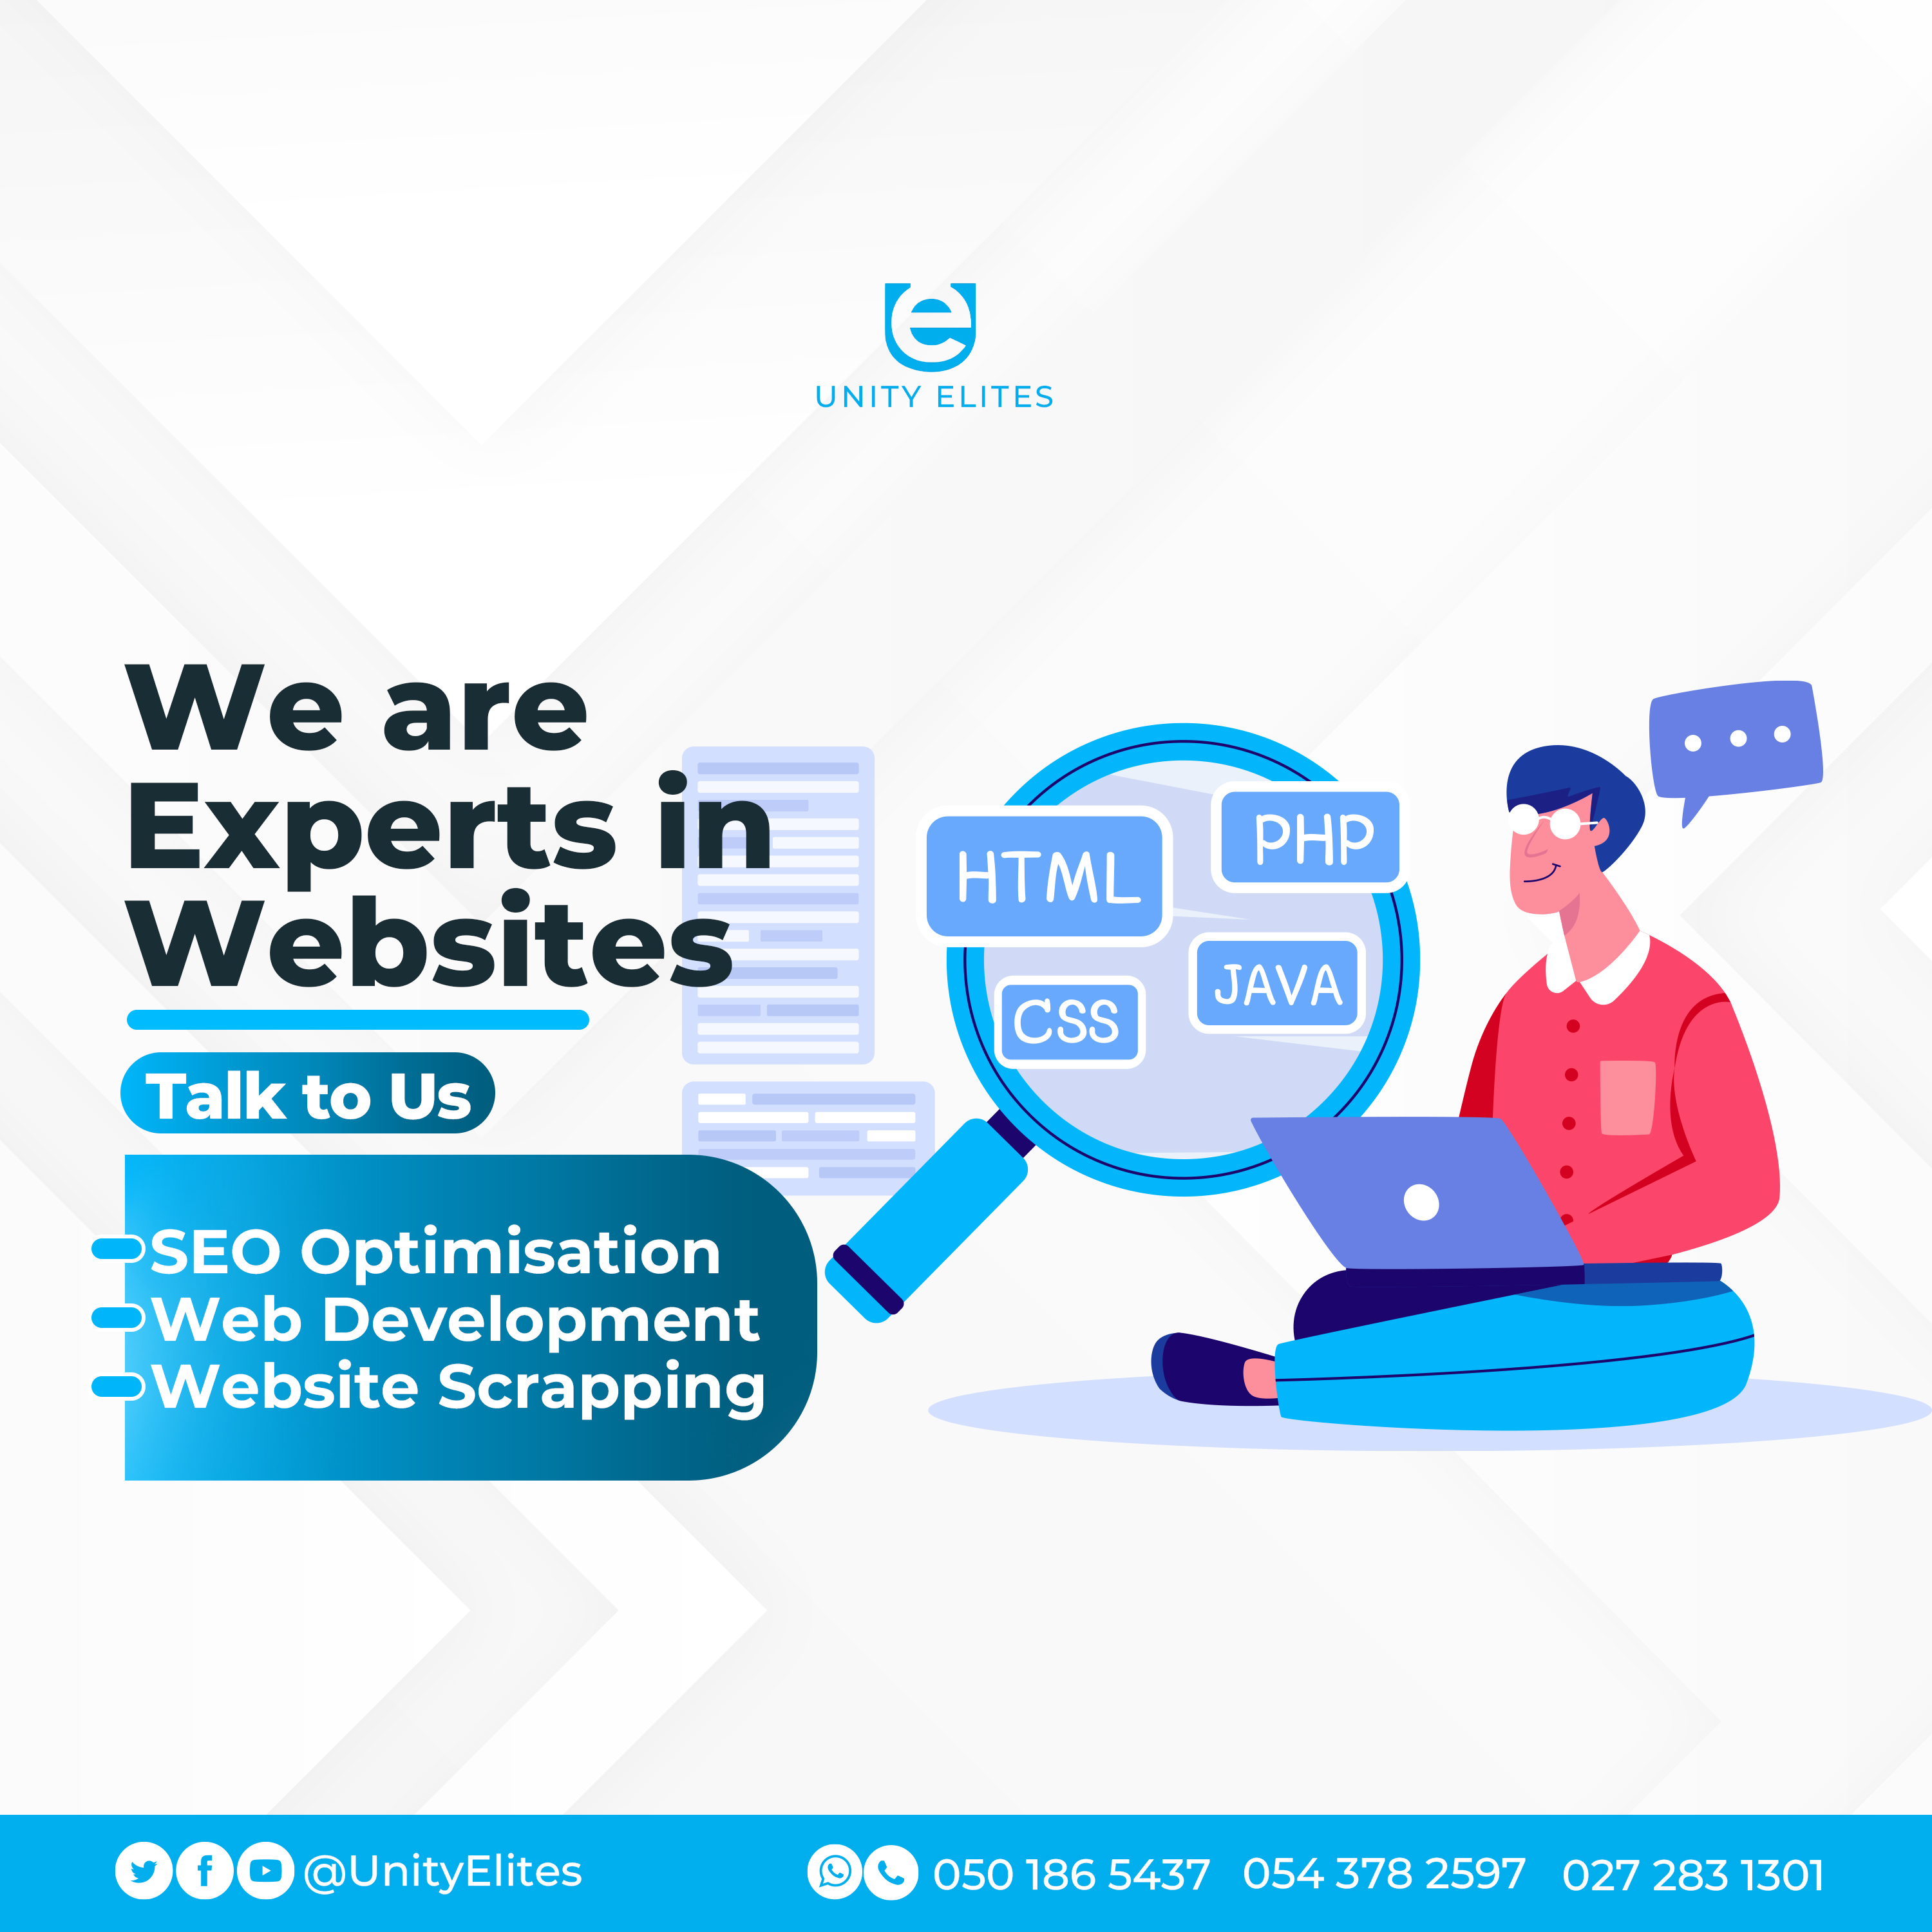 UNITY ELITES
We are
Experts in
Websites
Talk to Us
SEO Optimisation
Web Development
Website Scrapping
HTML
PHP
JAVA
CSS
@UnityElites
050 186 5437 054 378 2597 027 283 1301